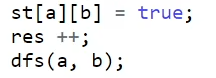 st[a][b] = true;
res ++;
dfs(a, b);